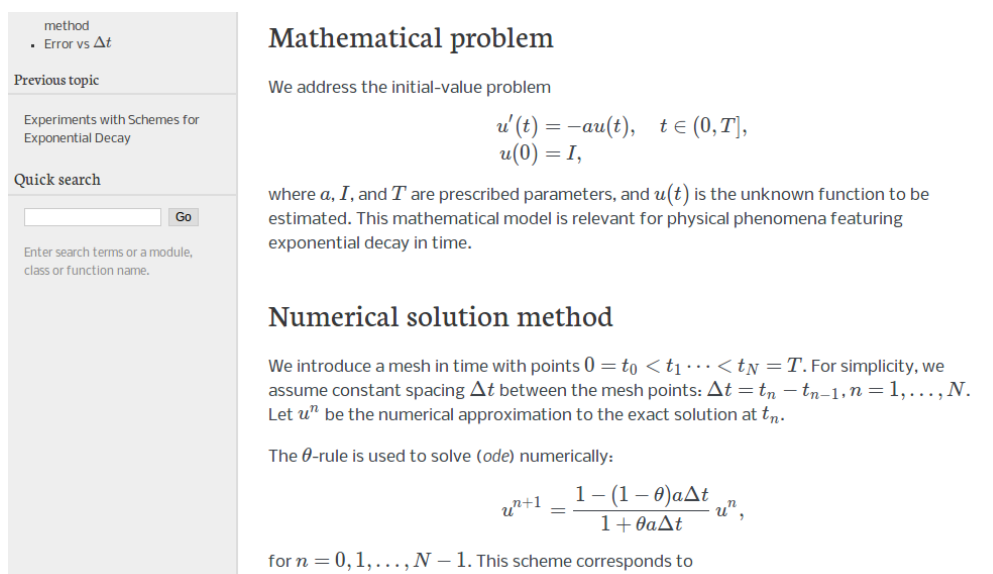 method
• Error vs Δt
Previous topic
Experiments with Schemes for
Exponential Decay
Quick search
Go
Enter search terms or a module,
class or function name.
Mathematical problem
We address the initial-value problem
u′(t) = −au(t),   t ∈ (0, T],
u(0) = I,
where a, I, and T are prescribed parameters, and u(t) is the unknown function to be
estimated. This mathematical model is relevant for physical phenomena featuring
exponential decay in time.
Numerical solution method
We introduce a mesh in time with points 0 = t₀ < t₁ ⋯ < t_N = T. For simplicity, we
assume constant spacing Δt between the mesh points: Δt = t_n − t_{n−1}, n = 1, …, N.
Let uⁿ be the numerical approximation to the exact solution at t_n.
The θ-rule is used to solve (ode) numerically:
u^{n+1} = \frac{1 − (1 − θ)aΔt}{1 + θaΔt} uⁿ,
for n = 0, 1, …, N − 1. This scheme corresponds to